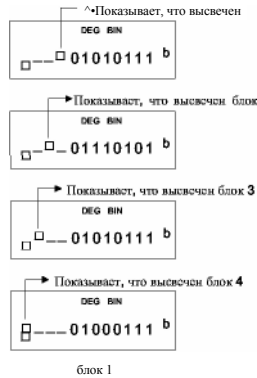 ^•Показывает, что высвечен
DEG BIN
01010111 b
Показывает, что высвечен блок
DEG BIN
01110101 b
Показывает, что высвечен блок 3
DEG BIN
01010111 b
Показывает, что высвечен блок 4
DEG BIN
01000111 b
блок 1